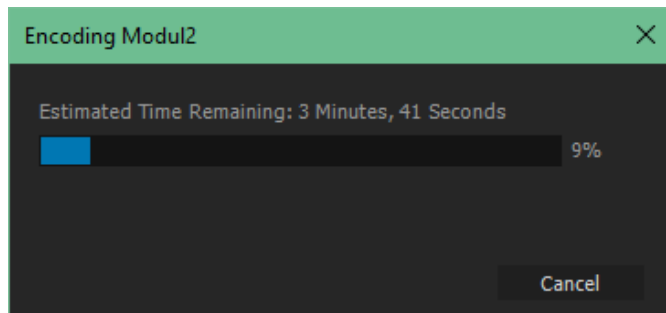 Encoding Modul2
Estimated Time Remaining: 3 Minutes, 41 Seconds
9%
Cancel